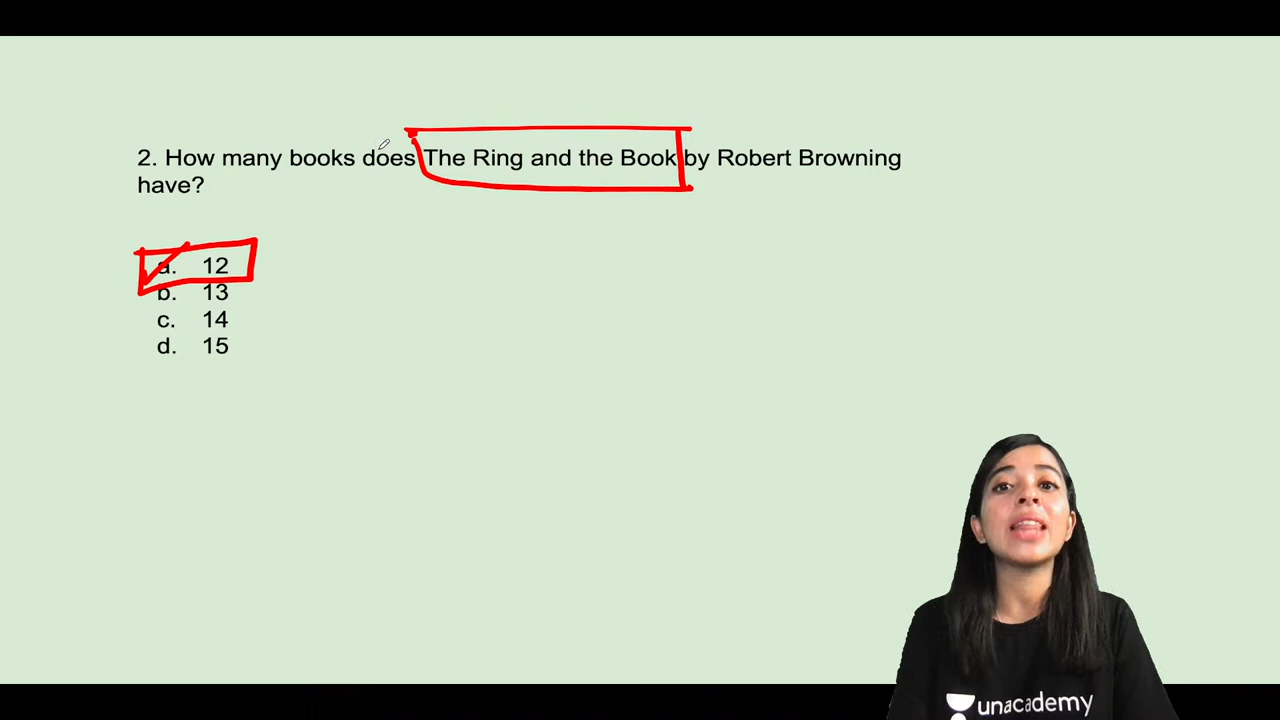 2. How many books does The Ring and the Book by Robert Browning
have?
a. 12
b. 13
c. 14
d. 15
unacademy